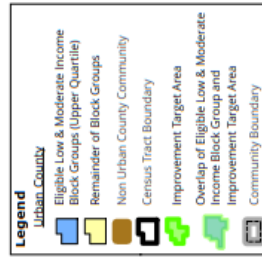 Legend
Urban County
Eligible Low & Moderate Income
Block Groups (Upper Quartile)
Remainder of Block Groups
Non Urban County Community
Census Tract Boundary
Improvement Target Area
Overlap of Eligible Low & Moderate
Income Block Group and
Improvement Target Area
Community Boundary